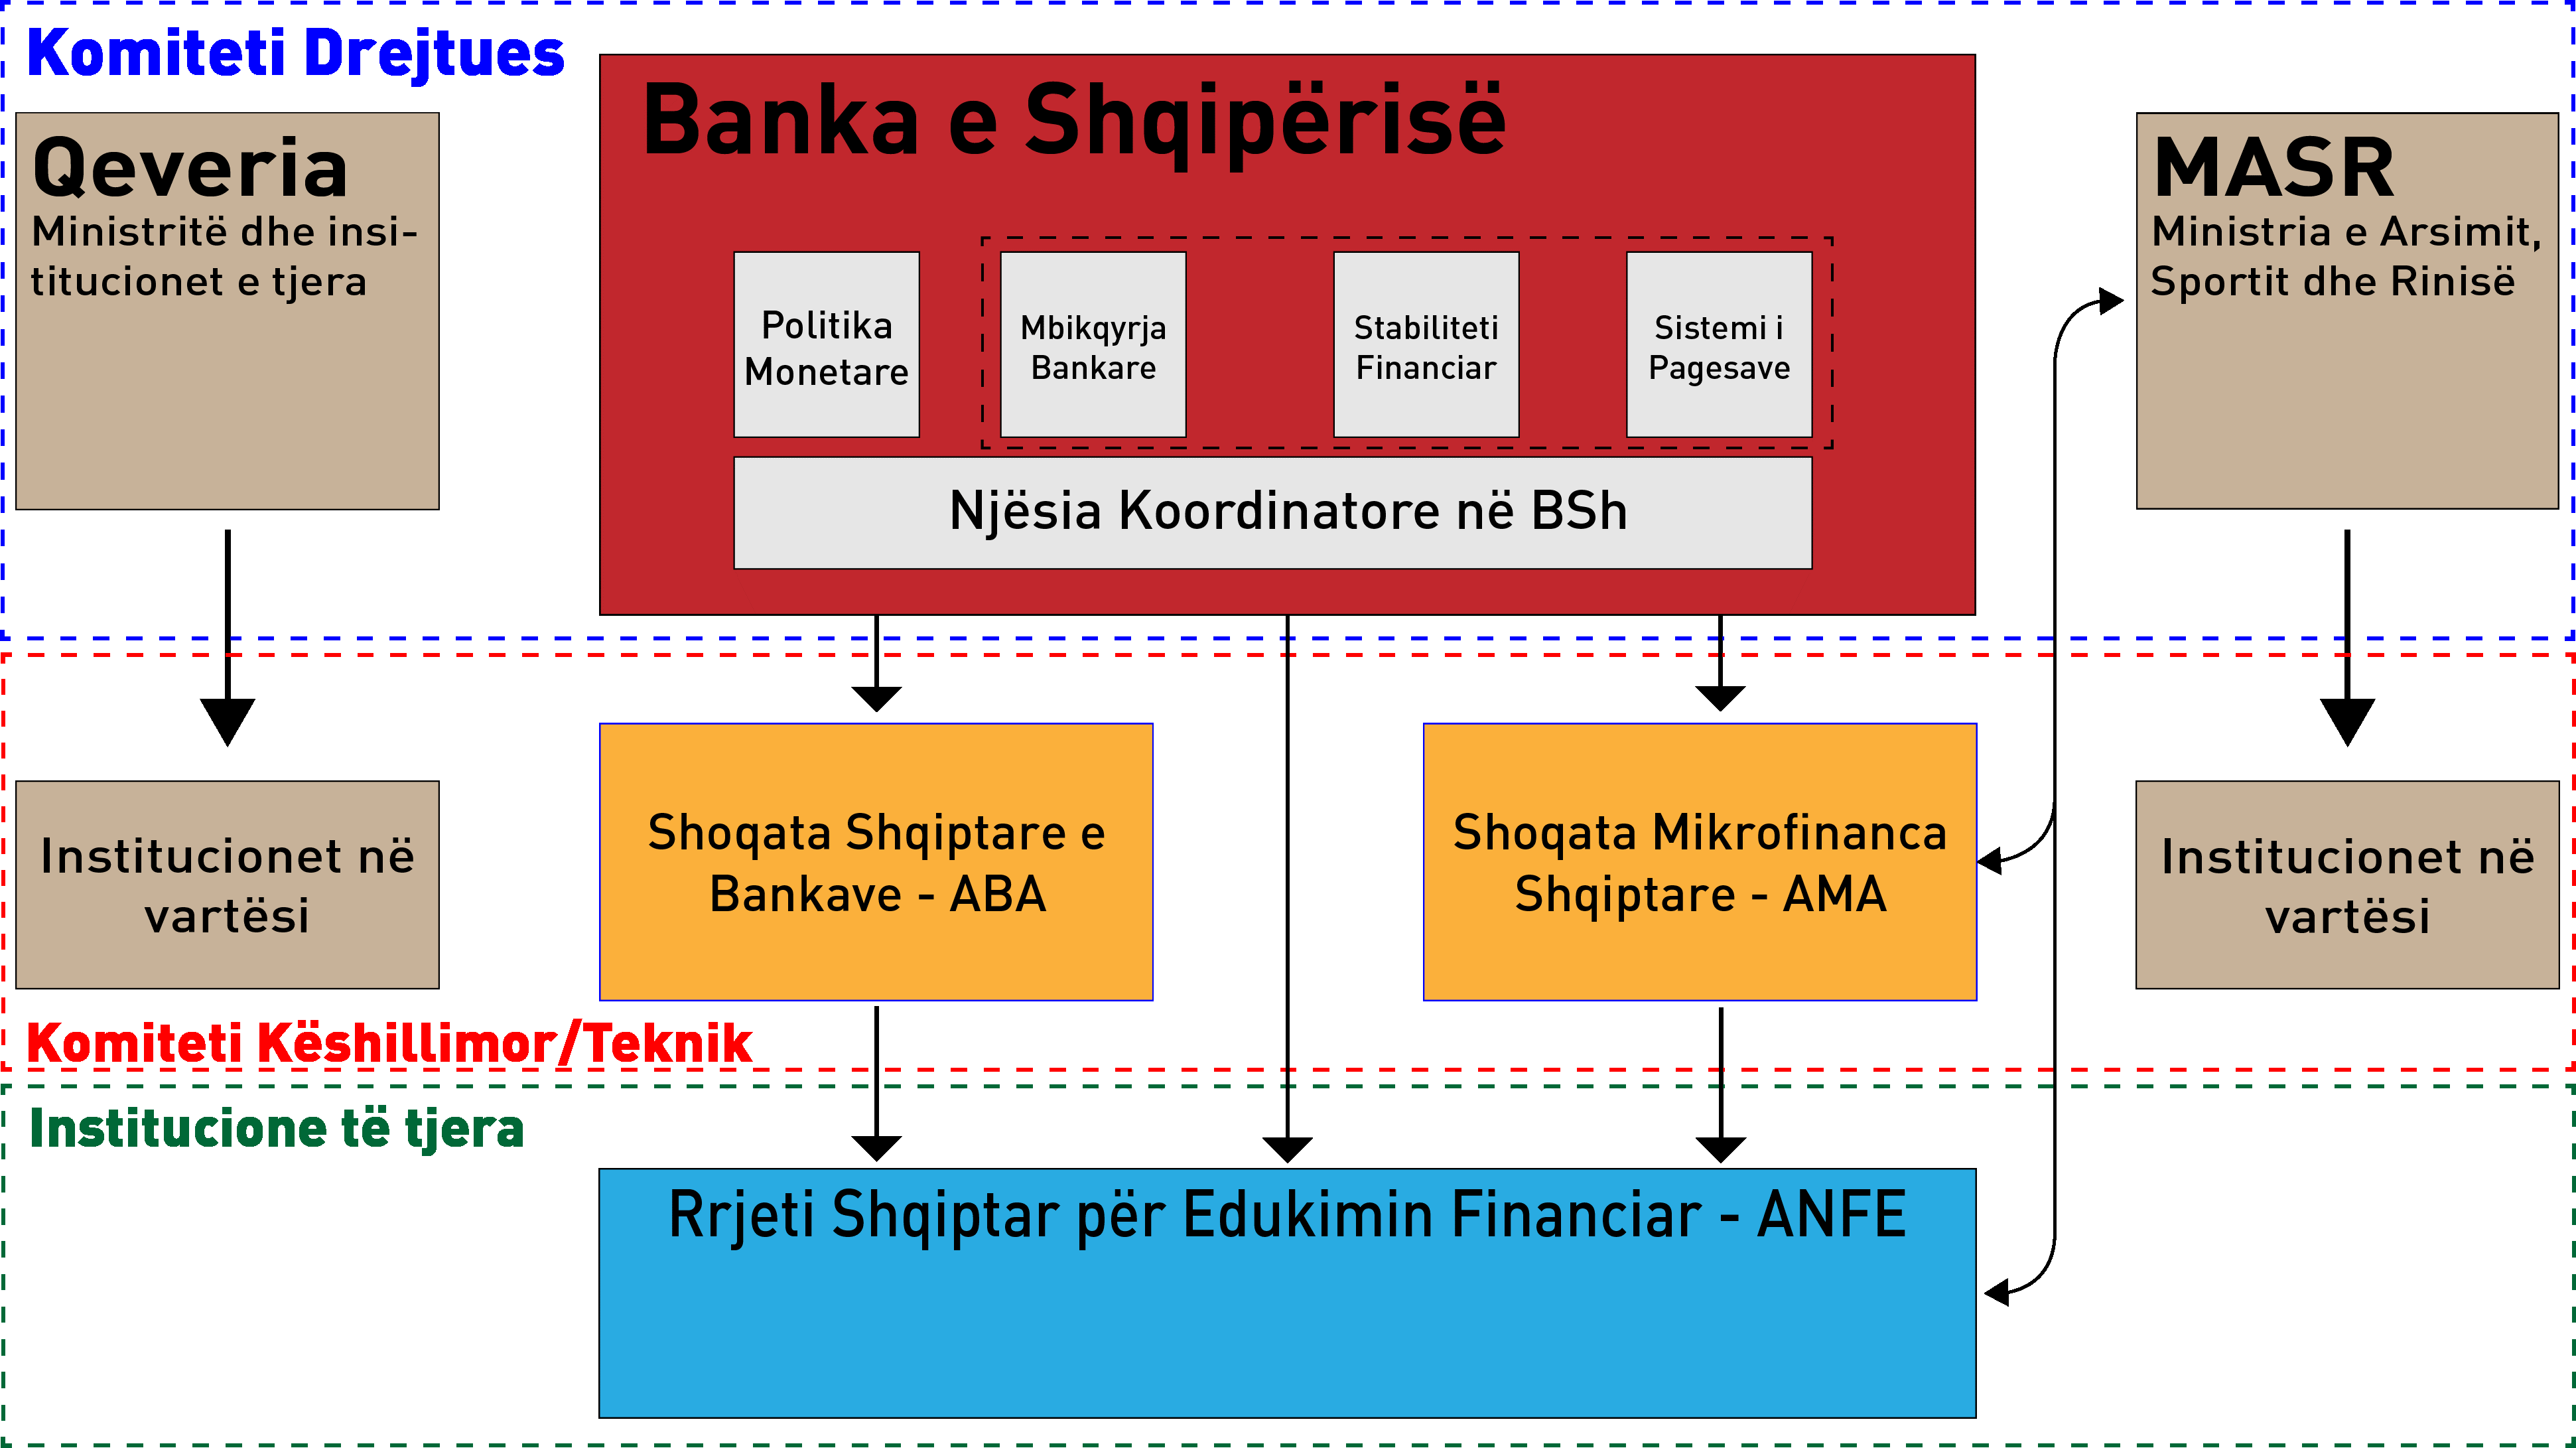 Komiteti Drejtues
Qeveria
Ministritë dhe insi-
titucionet e tjera
Banka e Shqipërisë
Politika
Monetare
Mbikqyrja
Bankare
Stabiliteti
Financiar
Sistemi i
Pagesave
Njësia Koordinatore në BSh
MASR
Ministria e Arsimit,
Sportit dhe Rinisë
Institucionet në
vartësi
Shoqata Shqiptare e
Bankave - ABA
Shoqata Mikrofinanca
Shqiptare - AMA
Institucionet në
vartësi
Komiteti Këshillimor/Teknik
Institucione të tjera
Rrjeti Shqiptar për Edukimin Financiar - ANFE